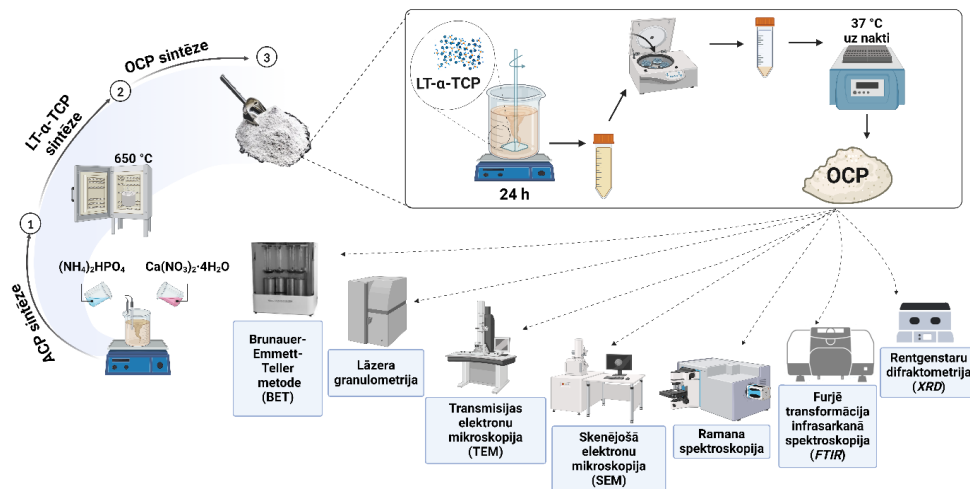 ACP sintēze
1
LT-α-TCP
sintēze
2
OCP sintēze
3
(NH₄)₂HPO₄
Ca(NO₃)₂·4H₂O
650 °C
LT-α-TCP
24 h
37 °C
uz nakti
OCP
Brunauer-
Emmett-
Teller
metode
(BET)
Lāzera
granulometrija
Transmisijas
elektronu
mikroskopija
(TEM)
Skenējošā
elektronu
mikroskopija
(SEM)
Ramana
spektroskopija
Furjē
transformācija
infrasarkanā
spektroskopija
(FTIR)
Rentgenstaru
difraktometrija
(XRD)